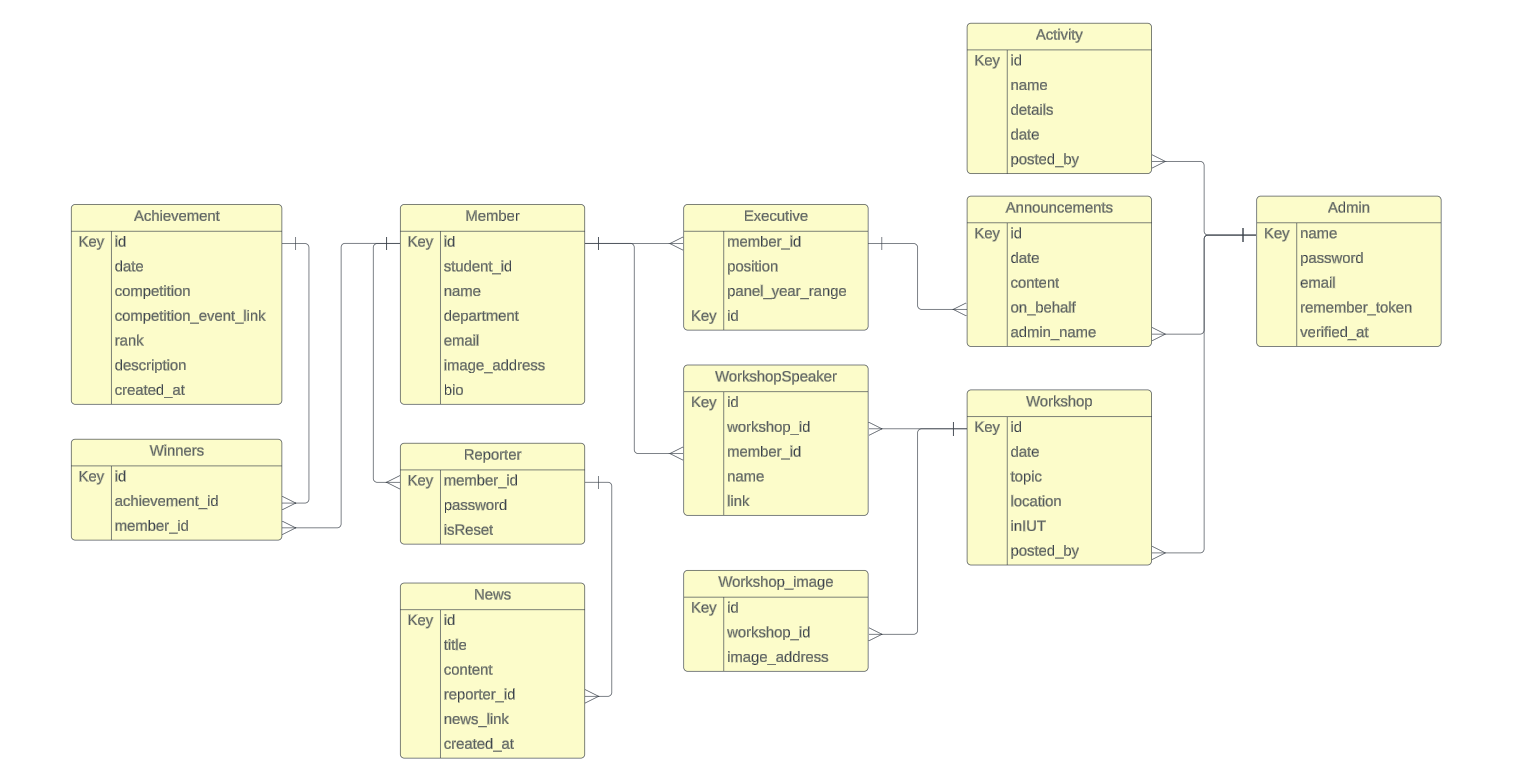 Activity
Key id
name
details
date
posted_by
Achievement
Key id
date
competition
competition_event_link
rank
description
created_at
Member
Key id
student_id
name
department
email
image_address
bio
Executive
member_id
position
panel_year_range
Key id
Announcements
Key id
date
content
on_behalf
admin_name
Admin
Key name
password
email
remember_token
verified_at
Winners
Key id
achievement_id
member_id
Reporter
Key member_id
password
isReset
WorkshopSpeaker
Key id
workshop_id
member_id
name
link
Workshop
Key id
date
topic
location
inIUT
posted_by
News
Key id
title
content
reporter_id
news_link
created_at
Workshop_image
Key id
workshop_id
image_address